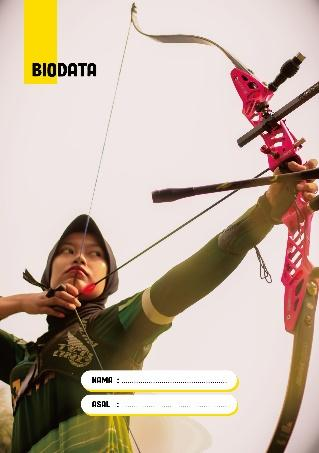 BIODATA
NAMA :
ASAL :